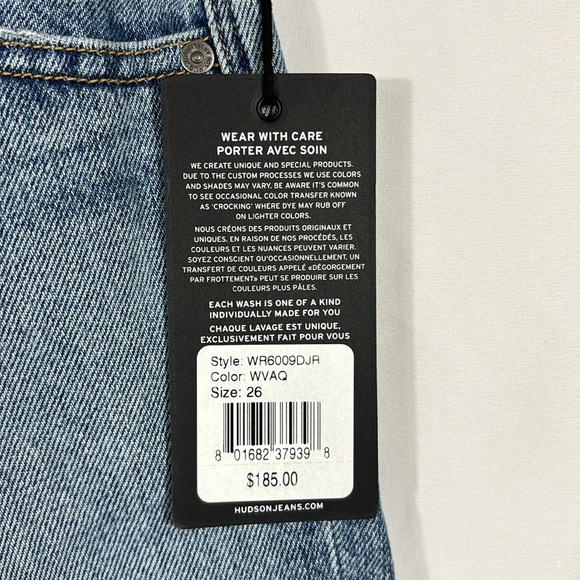 WEAR WITH CARE
PORTER AVEC SOIN
WE CREATE UNIQUE AND SPECIAL PRODUCTS.
DUE TO THE CUSTOM PROCESSES WE USE COLORS
AND SHADES MAY VARY. BE AWARE IT'S COMMON
TO SEE OCCASIONAL COLOR TRANSFER KNOWN
AS 'CROCKING' WHERE DYE MAY RUB OFF
ON LIGHTER COLORS.
NOUS CRÉONS DES PRODUITS ORIGINAUX ET
UNIQUES. EN RAISON DE NOS PROCÉDÉS, LES
COULEURS ET LES NUANCES PEUVENT VARIER.
SOYEZ CONSCIENT QU'OCCASIONNELLEMENT, UN
TRANSFERT DE COULEURS APPELÉ «DÉGORGEMENT
PAR FROTTEMENT» PEUT SE PRODUIRE SUR LES
COULEURS PLUS PÂLES.
EACH WASH IS ONE OF A KIND
INDIVIDUALLY MADE FOR YOU
CHAQUE LAVAGE EST UNIQUE,
EXCLUSIVEMENT FAIT POUR VOUS
Style: WR6009DJR
Color: WVAQ
Size: 26
8 01682 37939 8
$185.00
HUDSONJEANS.COM